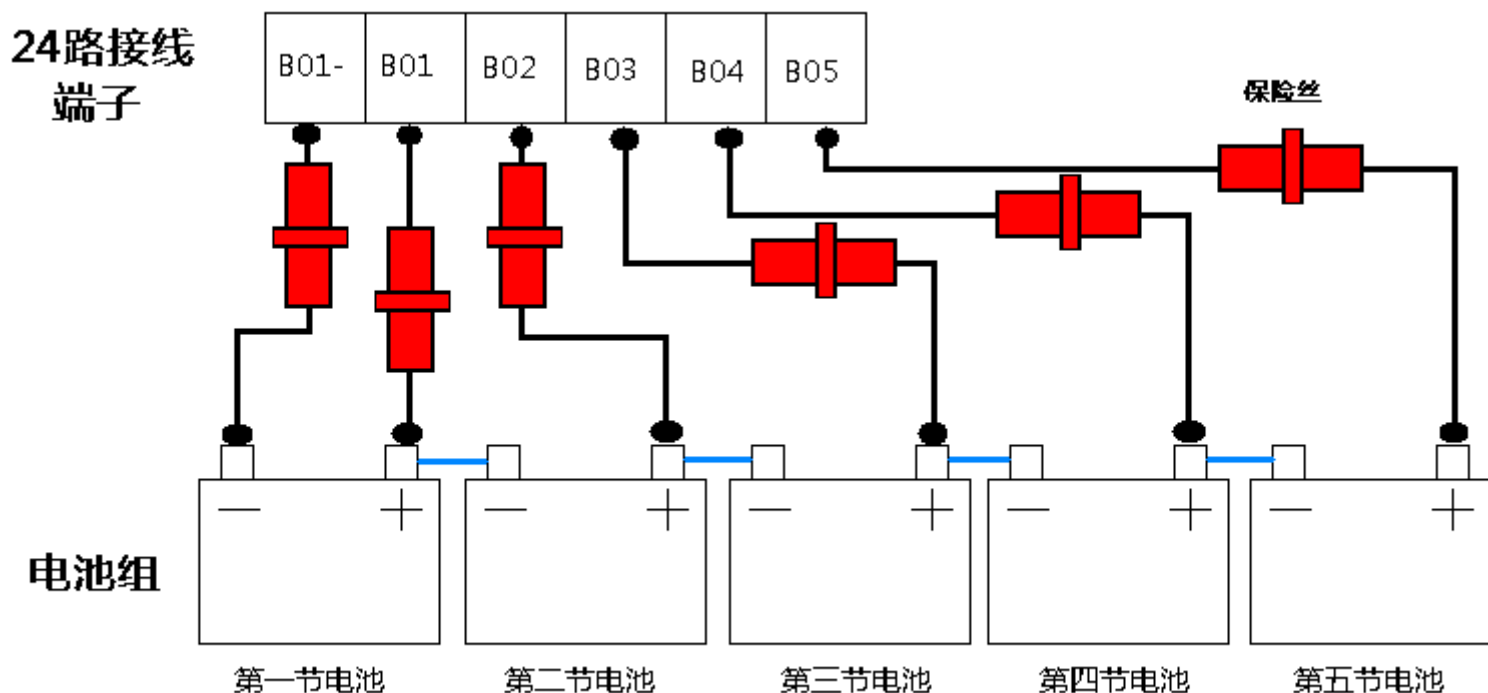 24路接线
端子
B01-
B01
B02
B03
B04
B05
保险丝
— + — + — + — + — +
电池组
第一节电池
第二节电池
第三节电池
第四节电池
第五节电池